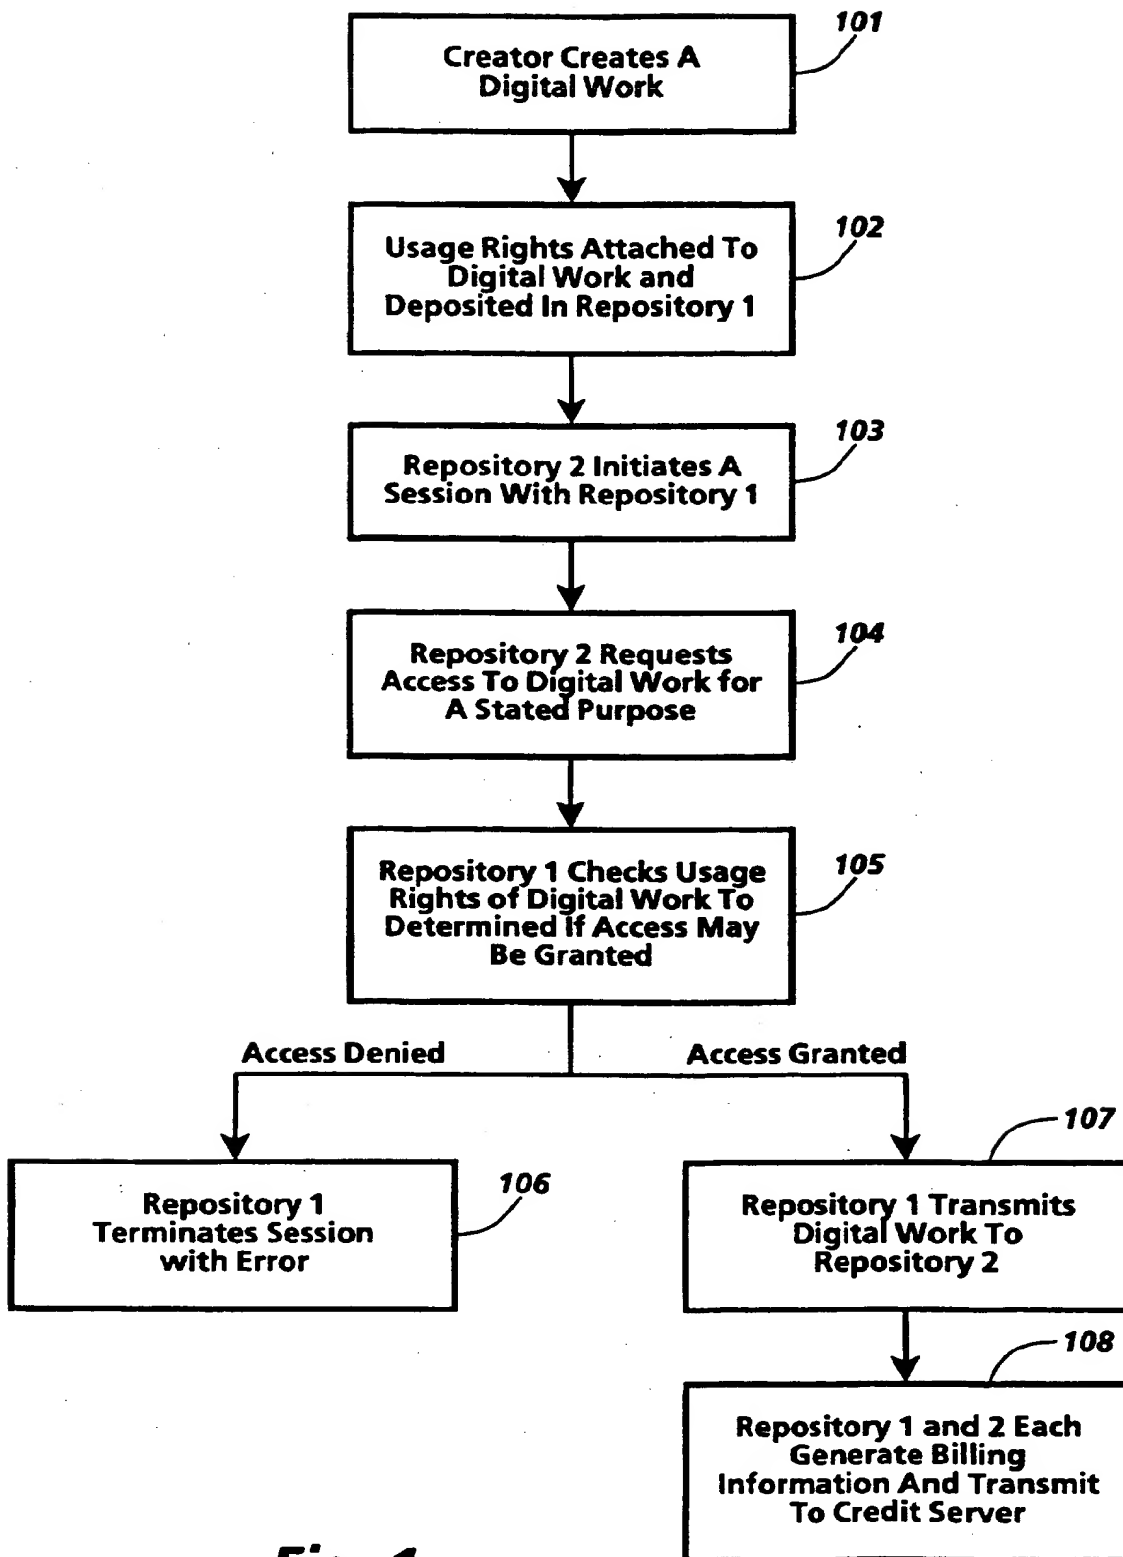 101
Creator Creates A
Digital Work
102
Usage Rights Attached To
Digital Work and
Deposited In Repository 1
103
Repository 2 Initiates A
Session With Repository 1
104
Repository 2 Requests
Access To Digital Work for
A Stated Purpose
105
Repository 1 Checks Usage
Rights of Digital Work To
Determined If Access May
Be Granted
Access Denied
Access Granted
106
Repository 1
Terminates Session
with Error
107
Repository 1 Transmits
Digital Work To
Repository 2
108
Repository 1 and 2 Each
Generate Billing
Information And Transmit
To Credit Server